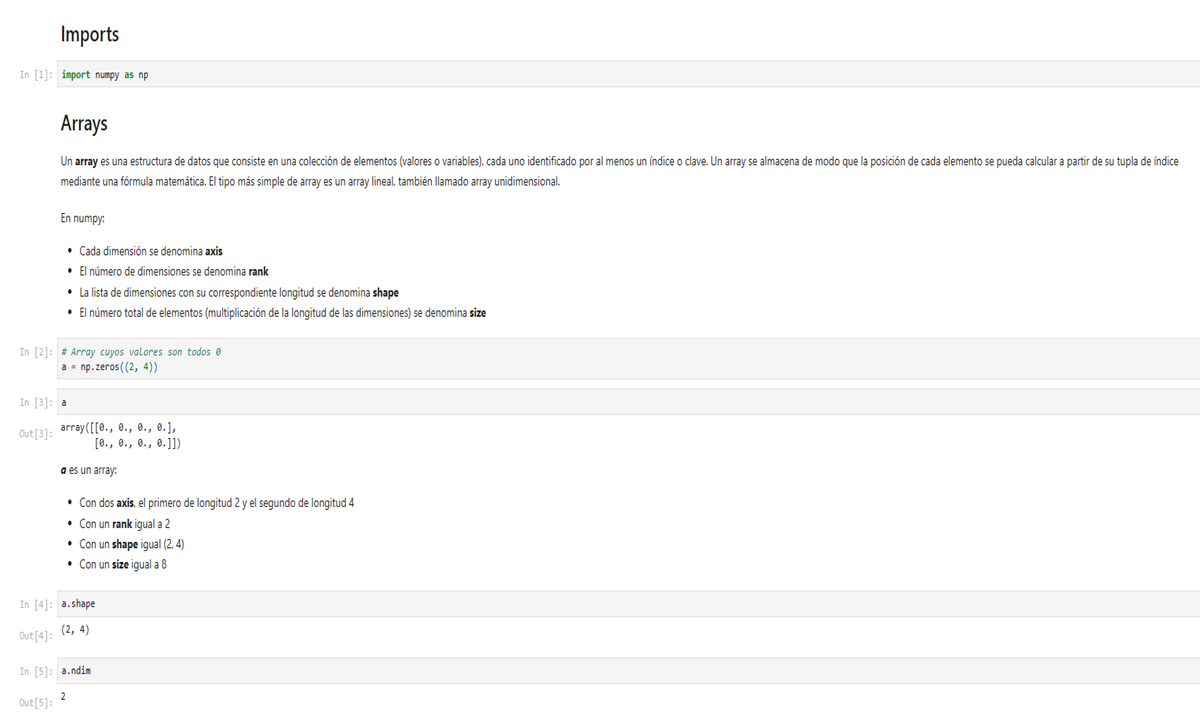 Imports
In [1]: import numpy as np
Arrays
Un array es una estructura de datos que consiste en una colección de elementos (valores o variables), cada uno identificado por al menos un índice o clave. Un array se almacena de modo que la posición de cada elemento se pueda calcular a partir de su tupla de índice
mediante una fórmula matemática. El tipo más simple de array es un array lineal, también llamado array unidimensional.
En numpy:
• Cada dimensión se denomina axis
• El número de dimensiones se denomina rank
• La lista de dimensiones con su correspondiente longitud se denomina shape
• El número total de elementos (multiplicación de la longitud de las dimensiones) se denomina size
In [2]: # Array cuyos valores son todos 0
a = np.zeros((2, 4))
In [3]: a
Out[3]: array([[0., 0., 0., 0.],
[0., 0., 0., 0.]])
a es un array:
• Con dos axis, el primero de longitud 2 y el segundo de longitud 4
• Con un rank igual a 2
• Con un shape igual (2, 4)
• Con un size igual a 8
In [4]: a.shape
Out[4]: (2, 4)
In [5]: a.ndim
Out[5]: 2